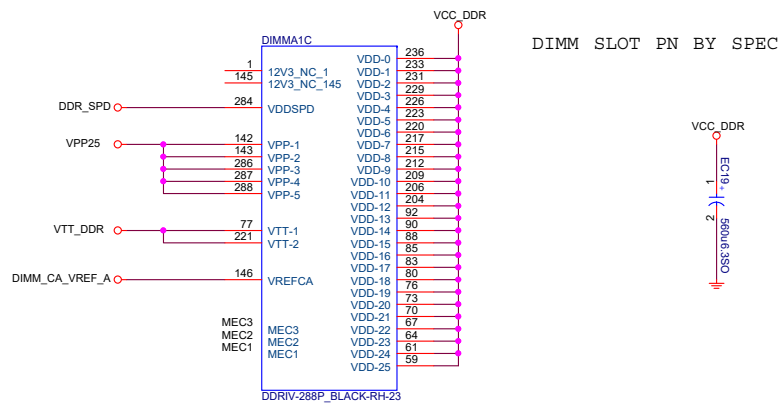 VCC_DDR
DIMMA1C
DIMM SLOT PN BY SPEC
VDD-0 236
1 12V3_NC_1 VDD-1 233
145 12V3_NC_145 VDD-2 231
VDD-3 229
DDR_SPD 284 VDDSPD VDD-4 226
VDD-5 223
VDD-6 220
VPP25 142 VPP-1 VDD-7 217
143 VPP-2 VDD-8 215
286 VPP-3 VDD-9 212
287 VPP-4 VDD-10 209
288 VPP-5 VDD-11 206
VDD-12 204
VDD-13 92
VTT_DDR 77 VTT-1 VDD-14 90
221 VTT-2 VDD-15 88
VDD-16 85
VDD-17 83
DIMM_CA_VREF_A 146 VREFCA VDD-18 80
VDD-19 76
VDD-20 73
VDD-21 70
MEC3 MEC3 VDD-22 67
MEC2 MEC2 VDD-23 64
MEC1 MEC1 VDD-24 61
VDD-25 59
DDRIV-288P_BLACK-RH-23
VCC_DDR
1 EC19 +
2 560u6.3SO